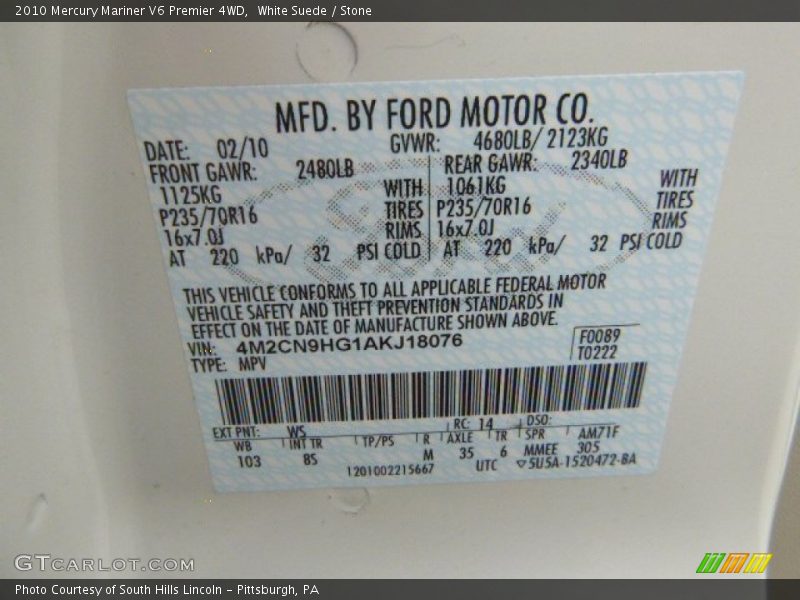 2010 Mercury Mariner V6 Premier 4WD, White Suede / Stone
MFD. BY FORD MOTOR CO.
DATE: 02/10 GVWR: 4680LB/ 2123KG
FRONT GAWR: 2480LB REAR GAWR: 2340LB
1125KG WITH 1061KG WITH
P235/70R16 TIRES P235/70R16 TIRES
16x7.0J RIMS 16x7.0J RIMS
AT 220 kPa/ 32 PSI COLD AT 220 kPa/ 32 PSI COLD
THIS VEHICLE CONFORMS TO ALL APPLICABLE FEDERAL MOTOR
VEHICLE SAFETY AND THEFT PREVENTION STANDARDS IN
EFFECT ON THE DATE OF MANUFACTURE SHOWN ABOVE.
VIN: 4M2CN9HG1AKJ18076 F0089
TYPE: MPV T0222
EXT PNT: WS RC: 14 DSO:
WB INT TR TP/PS R AXLE TR SPR AM71F
103 8S M 35 6 MMEE 305
1201002215667 UTC ▽5U5A-1520472-BA
GTCARLOT.COM
Photo Courtesy of South Hills Lincoln - Pittsburgh, PA